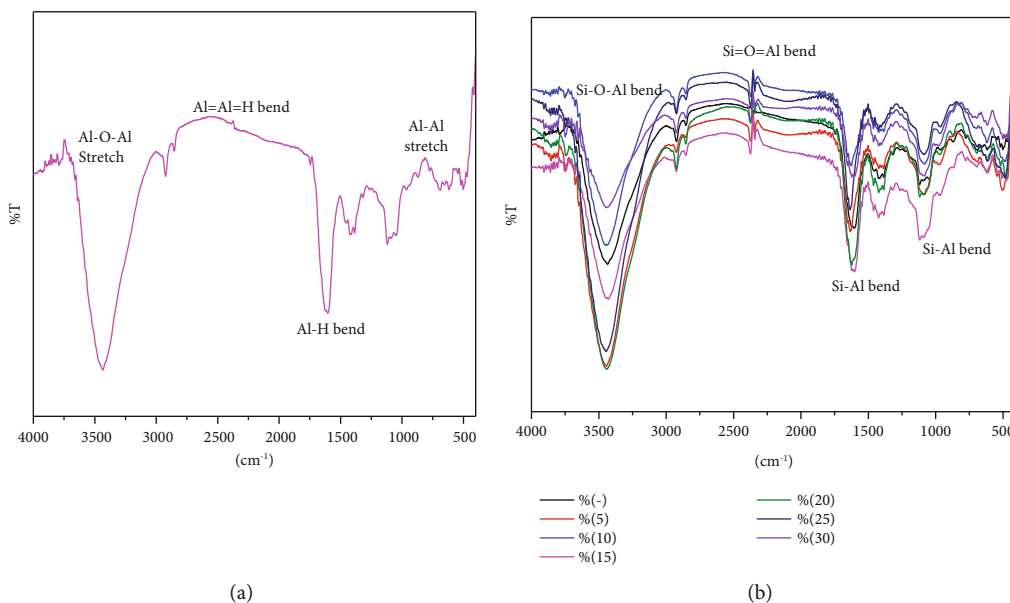 Al-O-Al
Stretch
Al=Al=H bend
Al-Al
stretch
Al-H bend
%T
4000 3500 3000 2500 2000 1500 1000 500
(cm-1)
(a)
Si=O=Al bend
Si-O-Al bend
Si-Al bend
Si-Al bend
%T
4000 3500 3000 2500 2000 1500 1000 500
(cm-1)
%(-)
%(5)
%(10)
%(15)
%(20)
%(25)
%(30)
(b)